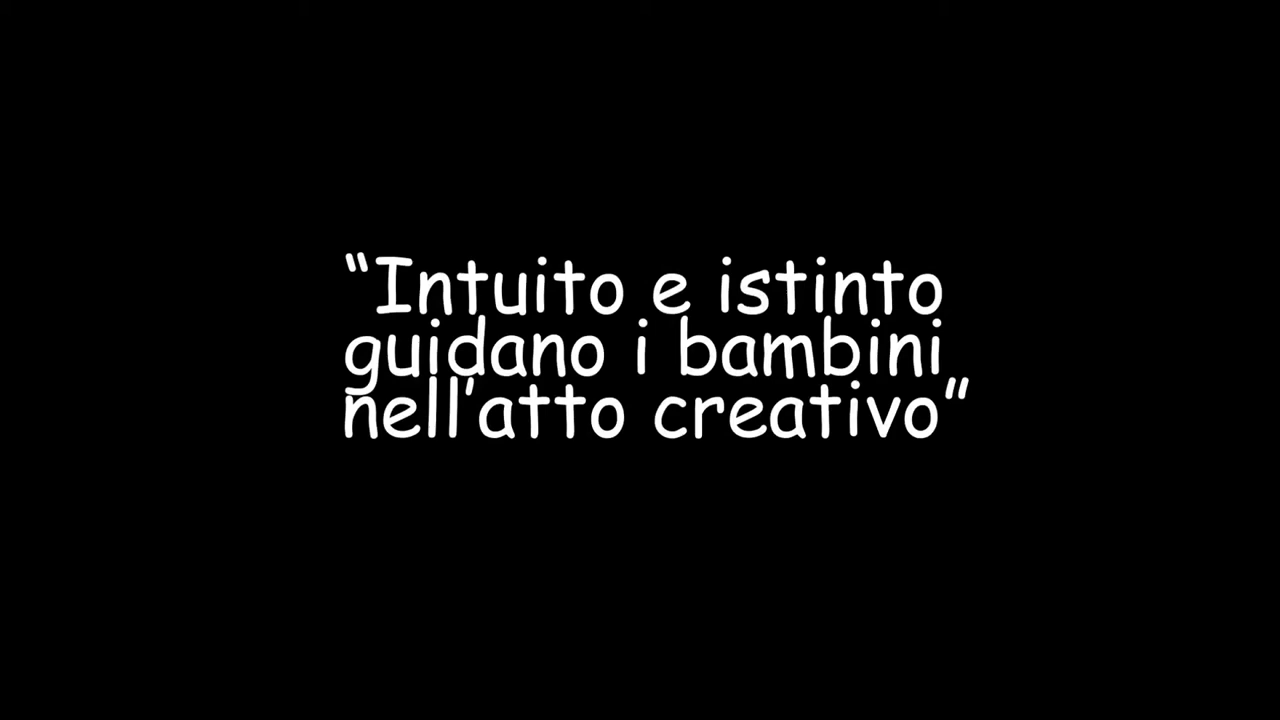 “Intuito e istinto
guidano i bambini
nell’atto creativo”